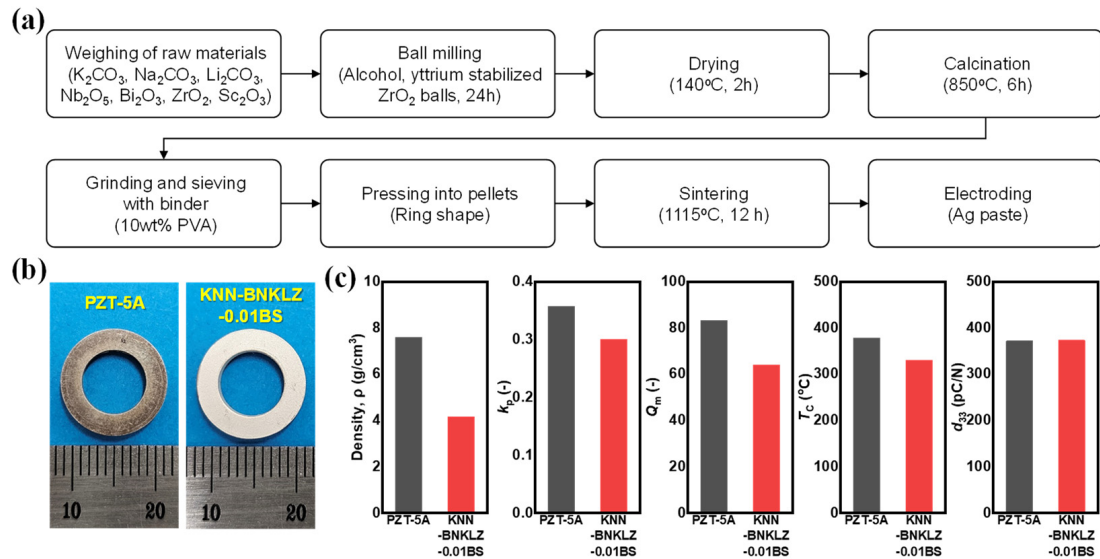 (a)
Weighing of raw materials
(K₂CO₃, Na₂CO₃, Li₂CO₃,
Nb₂O₅, Bi₂O₃, ZrO₂, Sc₂O₃)
Ball milling
(Alcohol, yttrium stabilized
ZrO₂ balls, 24h)
Drying
(140ºC, 2h)
Calcination
(850ºC, 6h)
Grinding and sieving
with binder
(10wt% PVA)
Pressing into pellets
(Ring shape)
Sintering
(1115ºC, 12 h)
Electroding
(Ag paste)
(b)
PZT-5A
10
20
KNN-BNKLZ
-0.01BS
10
20
(c)
Density, ρ (g/cm³)
10
8
6
4
2
0
PZT-5A
KNN
-BNKLZ
-0.01BS
kₚ (-)
0.4
0.3
0.2
0.1
0.0
PZT-5A
KNN
-BNKLZ
-0.01BS
Qₘ (-)
100
80
60
40
20
0
PZT-5A
KNN
-BNKLZ
-0.01BS
T_C (°C)
500
400
300
200
100
0
PZT-5A
KNN
-BNKLZ
-0.01BS
d₃₃ (pC/N)
500
400
300
200
100
0
PZT-5A
KNN
-BNKLZ
-0.01BS